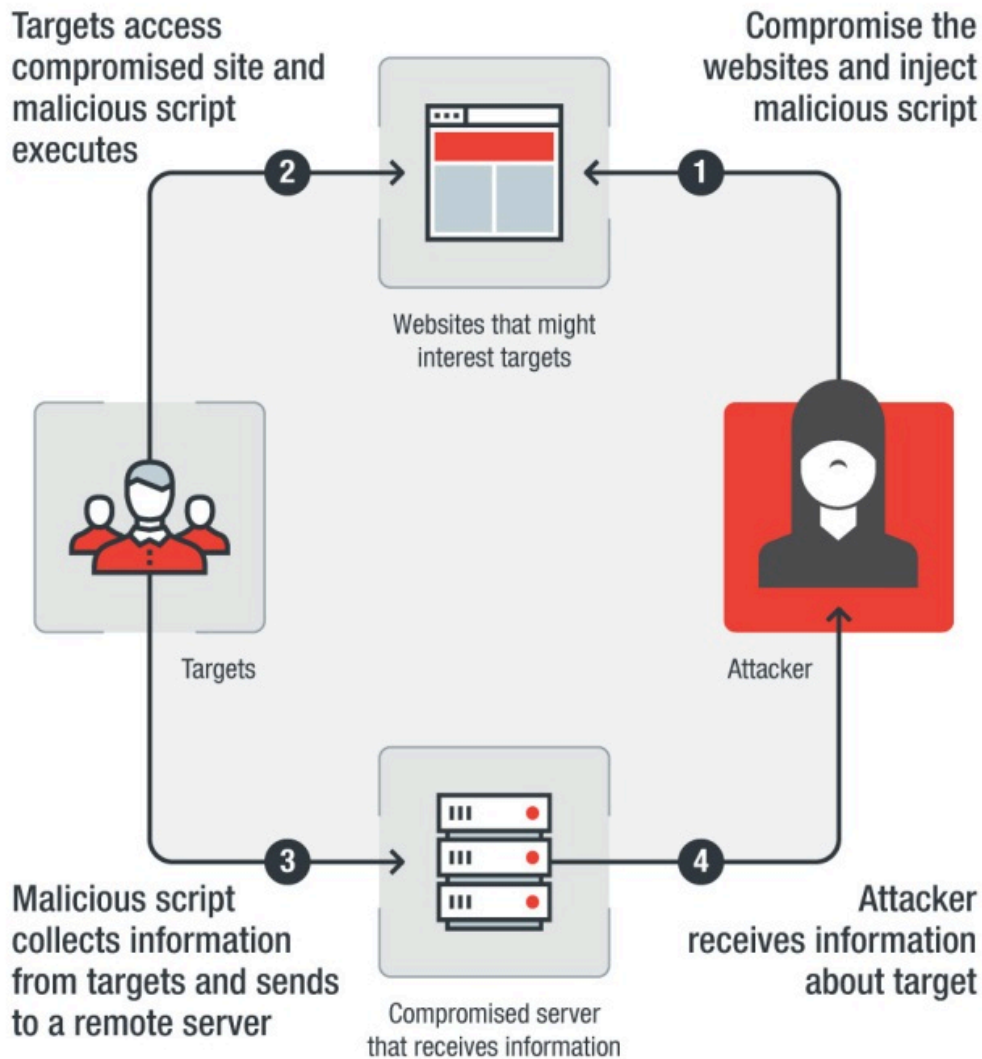 Targets access
compromised site and
malicious script
executes
Compromise the
websites and inject
malicious script
2
1
Websites that might
interest targets
Targets
Attacker
3
4
Malicious script
collects information
from targets and sends
to a remote server
Compromised server
that receives information
Attacker
receives information
about target